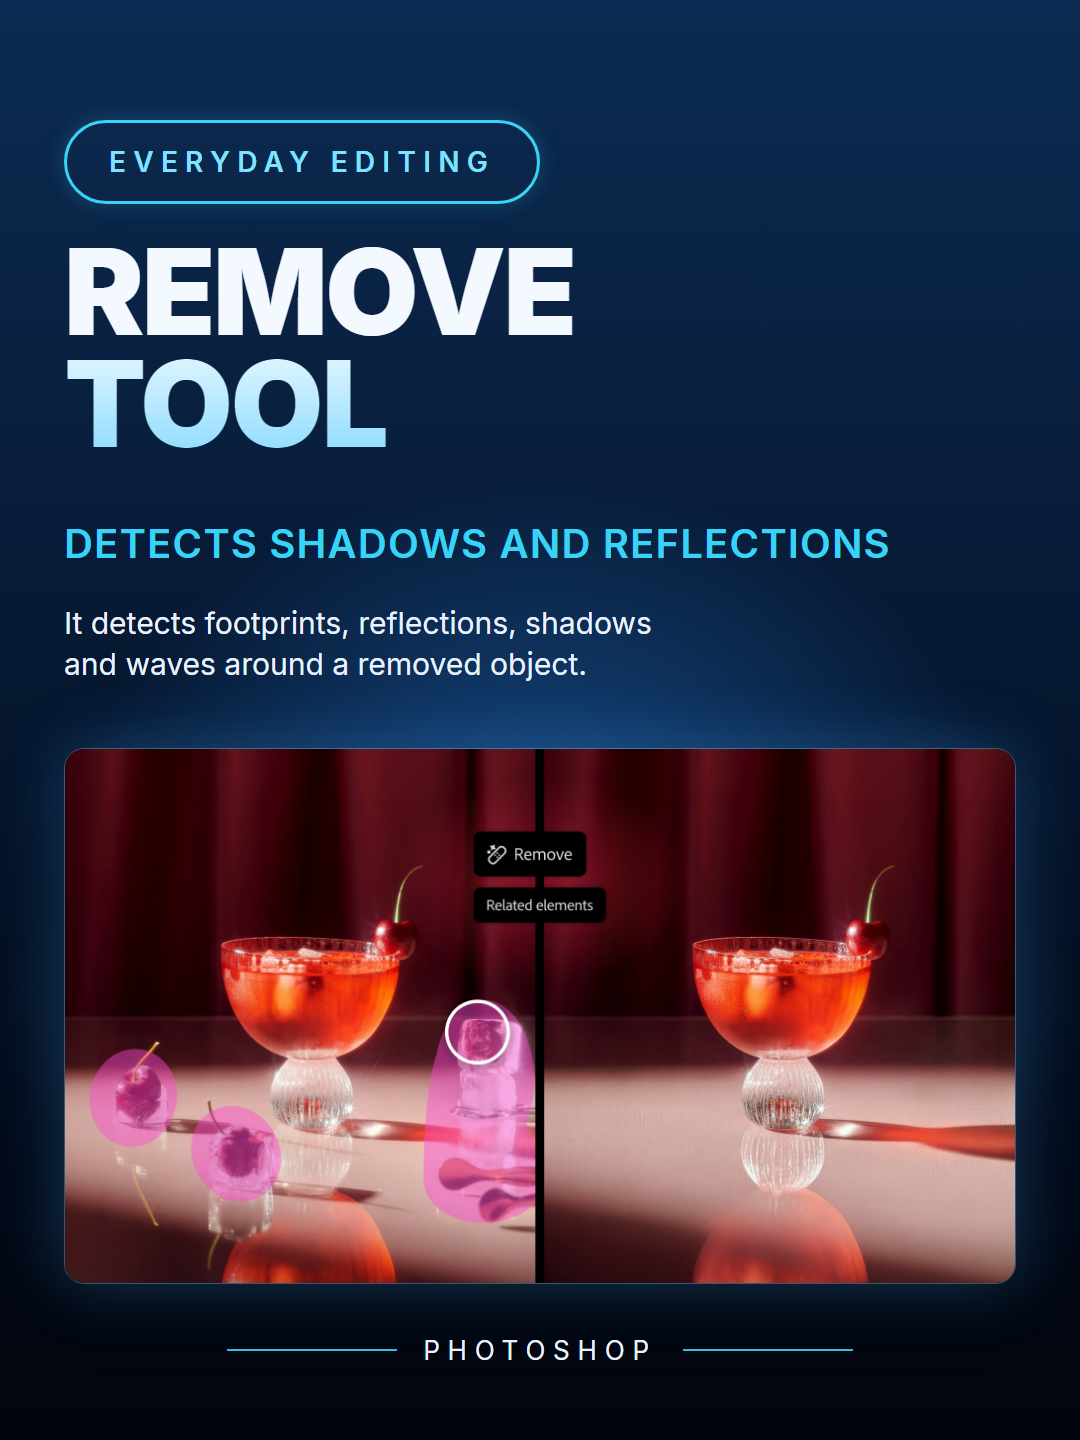 EVERYDAY EDITING
REMOVE
TOOL
DETECTS SHADOWS AND REFLECTIONS
It detects footprints, reflections, shadows
and waves around a removed object.
Remove
Related elements
PHOTOSHOP